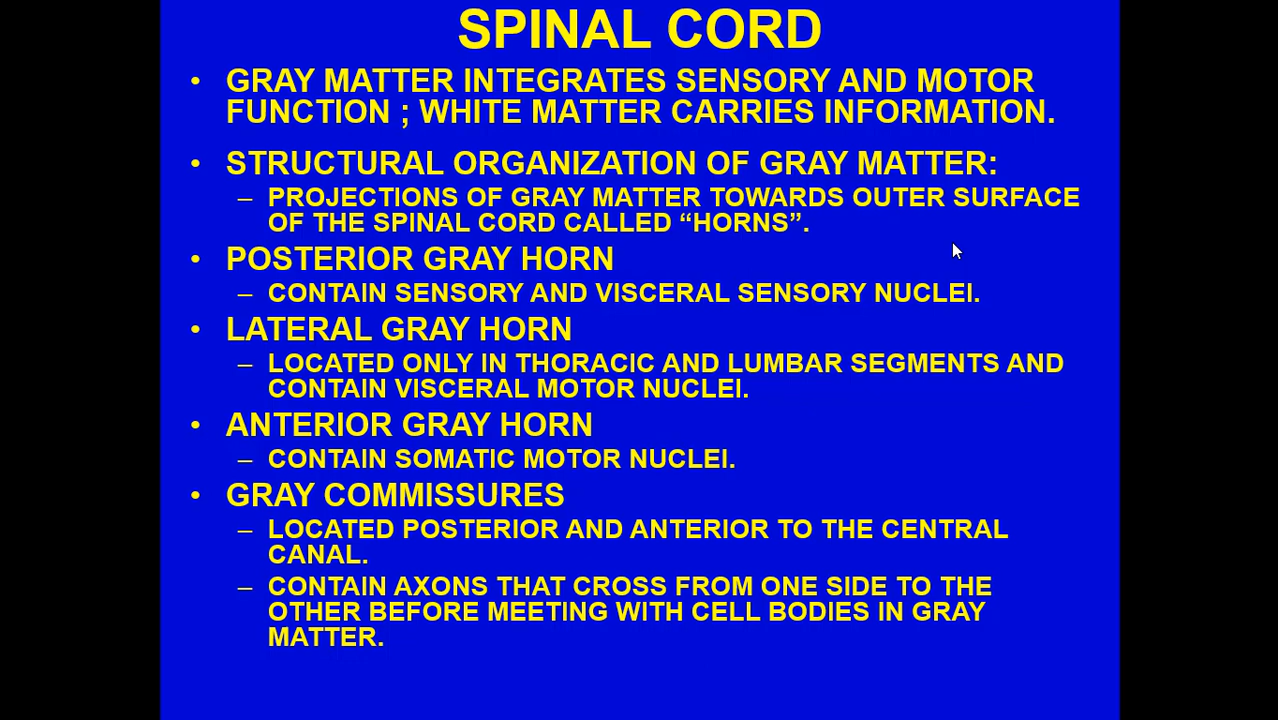 SPINAL CORD
• GRAY MATTER INTEGRATES SENSORY AND MOTOR
FUNCTION ; WHITE MATTER CARRIES INFORMATION.
• STRUCTURAL ORGANIZATION OF GRAY MATTER:
– PROJECTIONS OF GRAY MATTER TOWARDS OUTER SURFACE
OF THE SPINAL CORD CALLED “HORNS”.
• POSTERIOR GRAY HORN
– CONTAIN SENSORY AND VISCERAL SENSORY NUCLEI.
• LATERAL GRAY HORN
– LOCATED ONLY IN THORACIC AND LUMBAR SEGMENTS AND
CONTAIN VISCERAL MOTOR NUCLEI.
• ANTERIOR GRAY HORN
– CONTAIN SOMATIC MOTOR NUCLEI.
• GRAY COMMISSURES
– LOCATED POSTERIOR AND ANTERIOR TO THE CENTRAL
CANAL.
– CONTAIN AXONS THAT CROSS FROM ONE SIDE TO THE
OTHER BEFORE MEETING WITH CELL BODIES IN GRAY
MATTER.